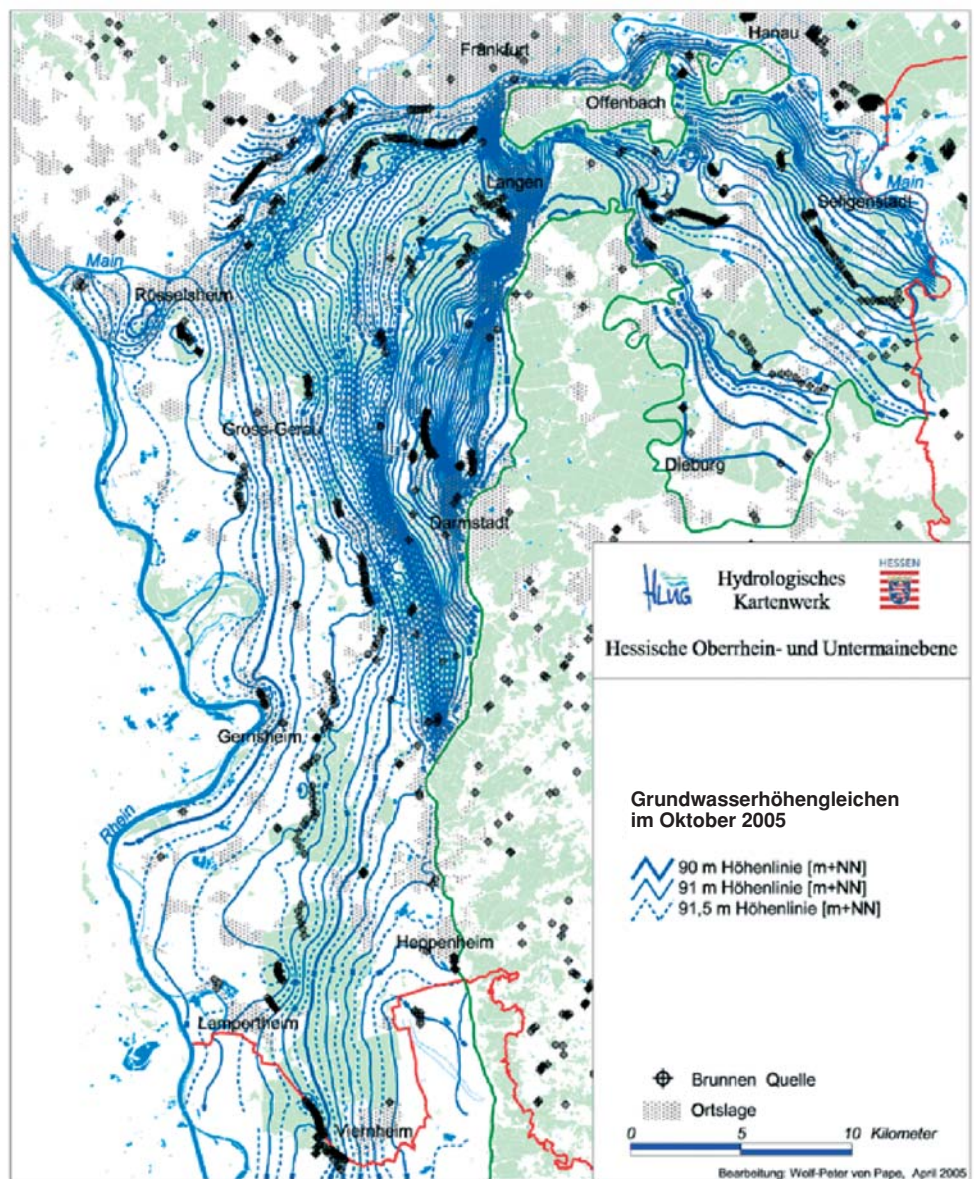 Hanau
Frankfurt
Offenbach
Langen
Main
Seligenstadt
Main
Rüsselsheim
Gross-Gerau
Dieburg
Darmstadt
HLUG
Hydrologisches
Kartenwerk
HESSEN
Hessische Oberrhein- und Untermainebene
Gernsheim
Rhein
Grundwasserhöhengleichen
im Oktober 2005
90 m Höhenlinie [m+NN]
91 m Höhenlinie [m+NN]
91,5 m Höhenlinie [m+NN]
Heppenheim
Lampertheim
Viernheim
Brunnen Quelle
Ortslage
0 5 10 Kilometer
Bearbeitung: Wolf-Peter von Pape, April 2005